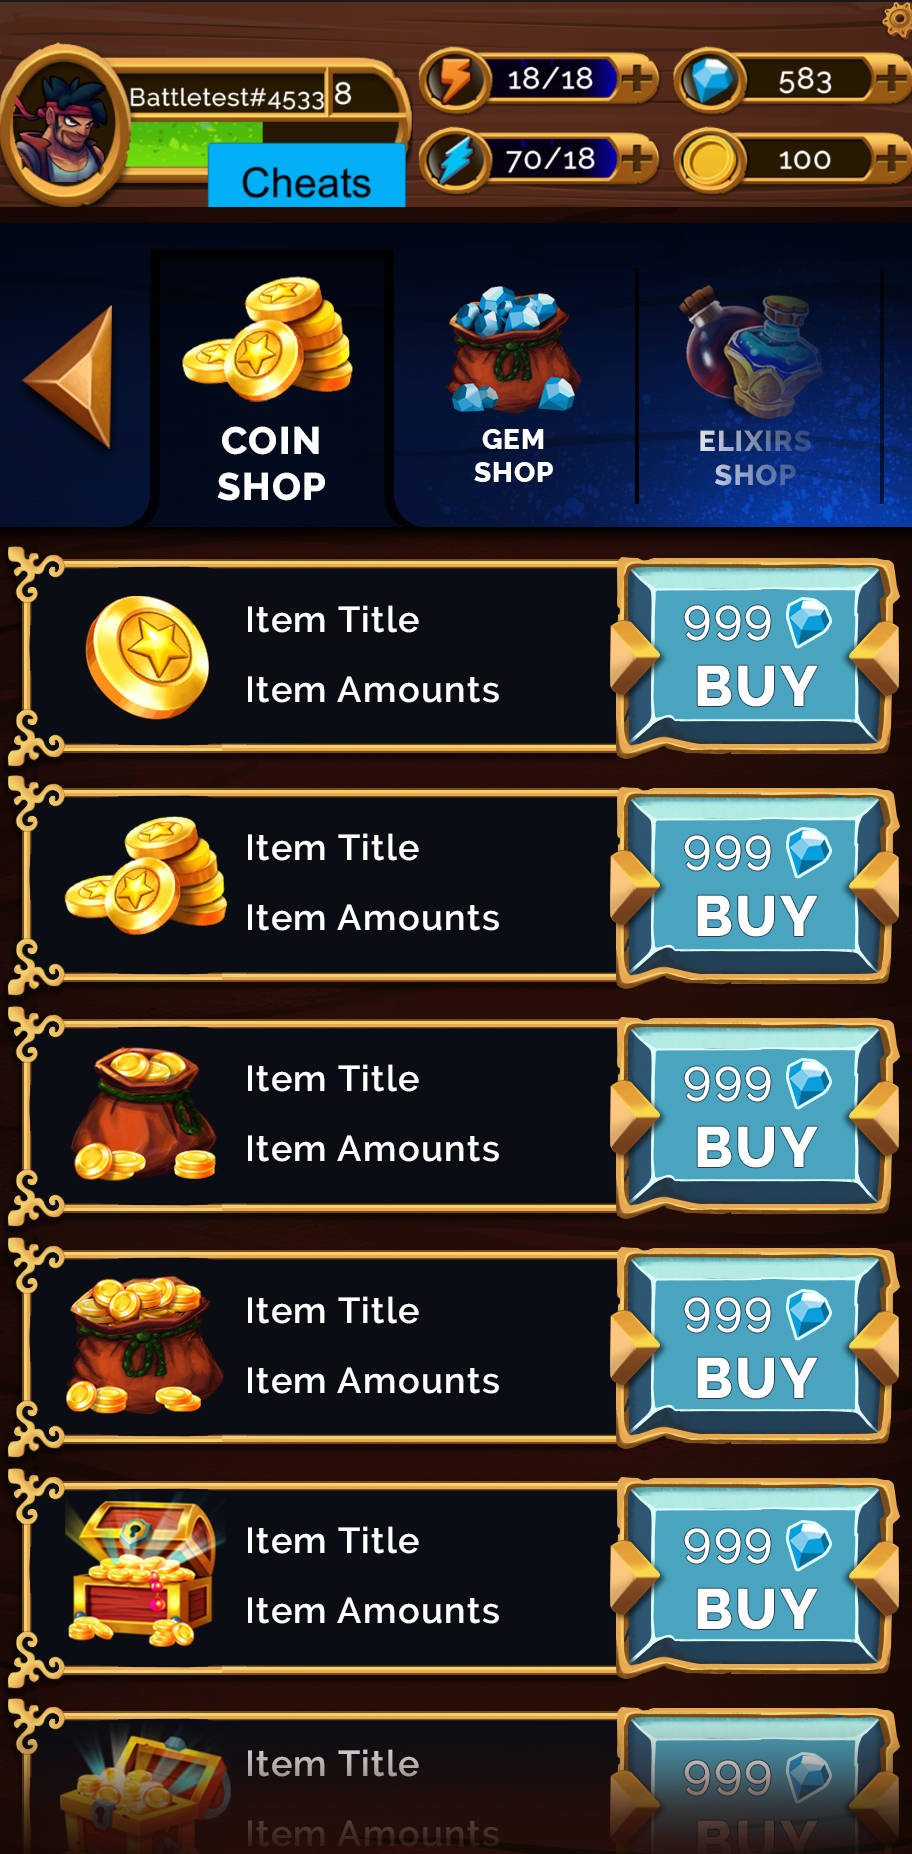 Battletest#4533 8
Cheats
18/18
583
70/18
100
COIN
SHOP
GEM
SHOP
ELIXIRS
SHOP
Item Title
Item Amounts
999
BUY
Item Title
Item Amounts
999
BUY
Item Title
Item Amounts
999
BUY
Item Title
Item Amounts
999
BUY
Item Title
Item Amounts
999
BUY
Item Title
Item Amounts
999
BUY